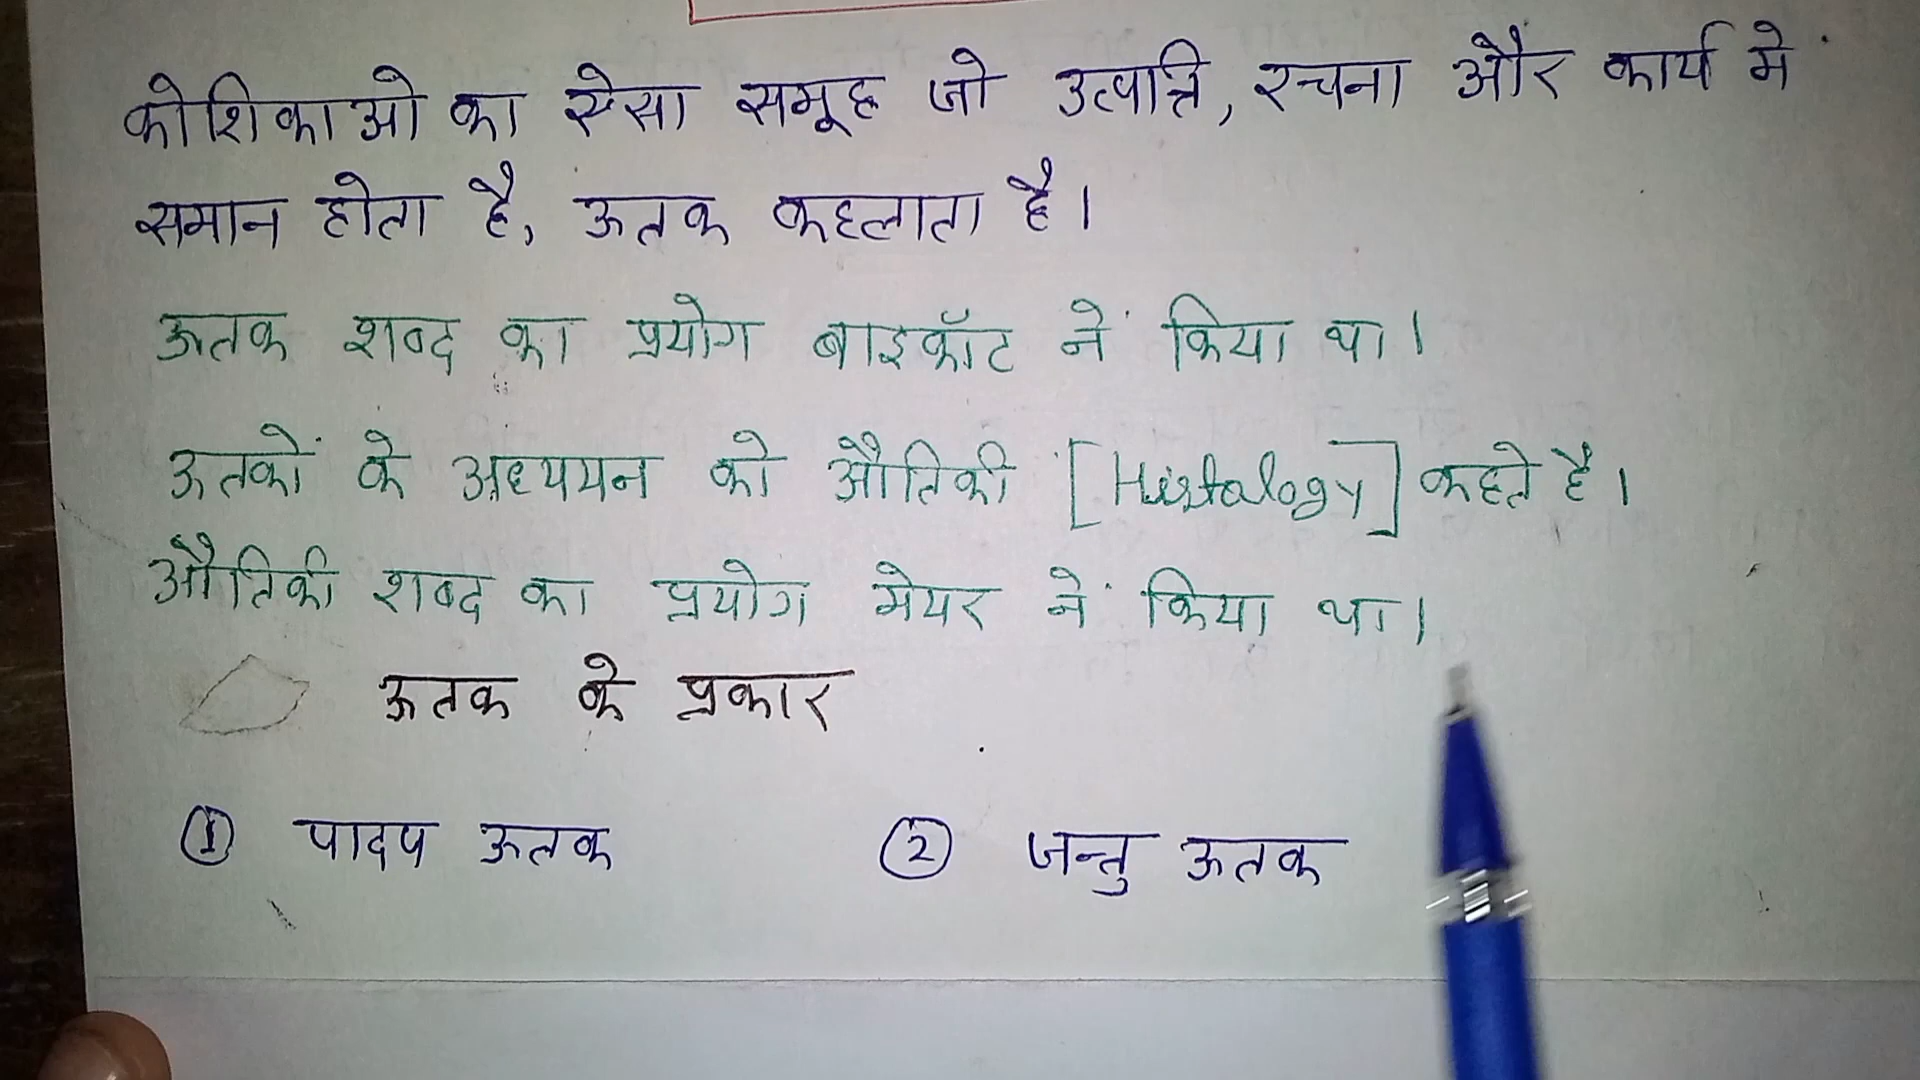 कोशिकाओ का ऐसा समूह जो उत्पत्ति, रचना और कार्य में
समान होता है, ऊतक कहलाता है।
ऊतक शब्द का प्रयोग बाइकॉट नें किया था।
ऊतकों के अध्ययन को औतिकी [Histology] कहते है।
औतिकी शब्द का प्रयोग मेयर नें किया था।
ऊतक के प्रकार
① पादप ऊतक ② जन्तु ऊतक